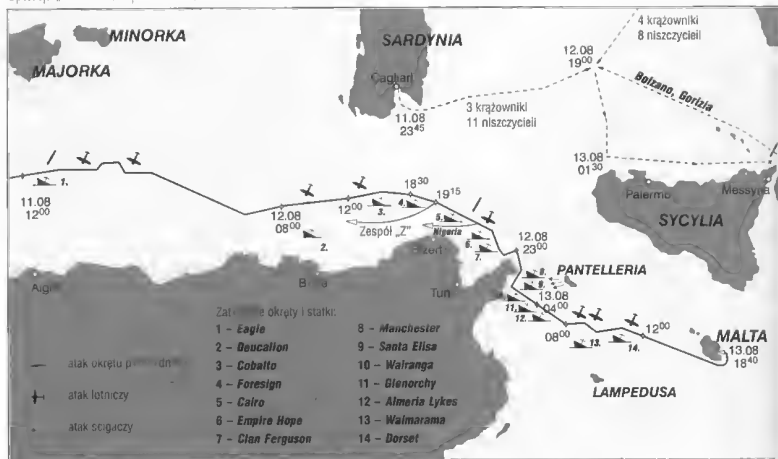 MINORKA
MAJORKA
SARDYNIA
Cagliari
11.08
23⁴⁵
3 krążowniki
11 niszczycieli
4 krążowniki
8 niszczycieli
12.08
19⁰⁰
Bolzano, Gorizia
13.08
01³⁰
Palermo
Messyna
SYCYLIA
11.08
12⁰⁰
1.
12.08
08⁰⁰
2.
12⁰⁰
3.
18³⁰
4.
19¹⁵
5.
Nigeria
6.
7.
Zespół „Z”
12.08
23⁰⁰
8.
9.
PANTELLERIA
13.08
04⁰⁰
11.
12.
08⁰⁰
13.
14.
12⁰⁰
MALTA
13.08
18⁴⁰
LAMPEDUSA
okręty i statki:
1 – Eagle
2 – Deucalion
3 – Cobalto
4 – Foresign
5 – Cairo
6 – Empire Hope
7 – Clan Ferguson
8 – Manchester
9 – Santa Elisa
10 – Wairanga
11 – Glenorchy
12 – Almeria Lykes
13 – Waimarama
14 – Dorset
atak okrętu
atak lotniczy
atak ścigaczy